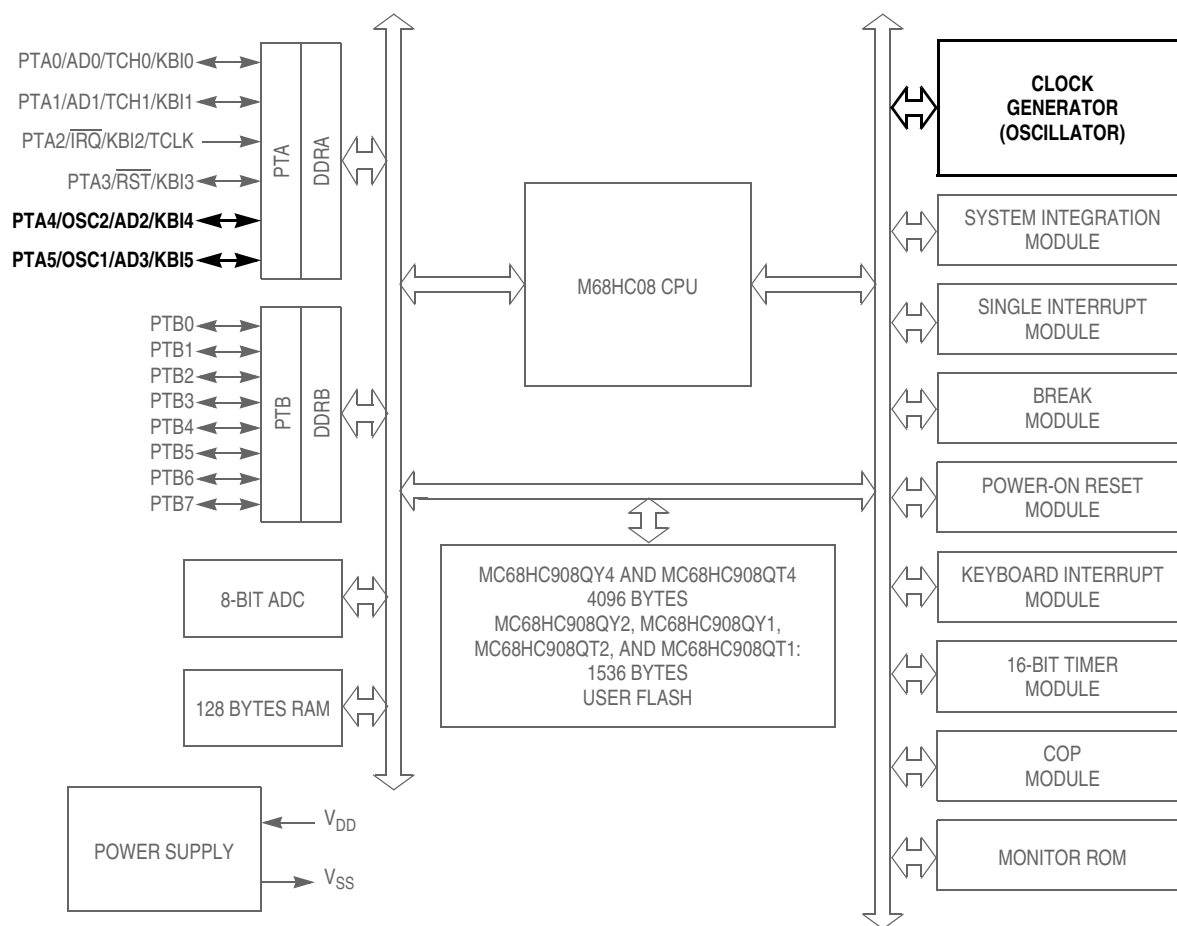 PTA0/AD0/TCH0/KBI0
PTA1/AD1/TCH1/KBI1
PTA2/IRQ/KBI2/TCLK
PTA3/RST/KBI3
PTA4/OSC2/AD2/KBI4
PTA5/OSC1/AD3/KBI5
PTA
DDRA
PTB0
PTB1
PTB2
PTB3
PTB4
PTB5
PTB6
PTB7
PTB
DDRB
8-BIT ADC
128 BYTES RAM
POWER SUPPLY
VDD
VSS
M68HC08 CPU
MC68HC908QY4 AND MC68HC908QT4
4096 BYTES
MC68HC908QY2, MC68HC908QY1,
MC68HC908QT2, AND MC68HC908QT1:
1536 BYTES
USER FLASH
CLOCK
GENERATOR
(OSCILLATOR)
SYSTEM INTEGRATION
MODULE
SINGLE INTERRUPT
MODULE
BREAK
MODULE
POWER-ON RESET
MODULE
KEYBOARD INTERRUPT
MODULE
16-BIT TIMER
MODULE
COP
MODULE
MONITOR ROM